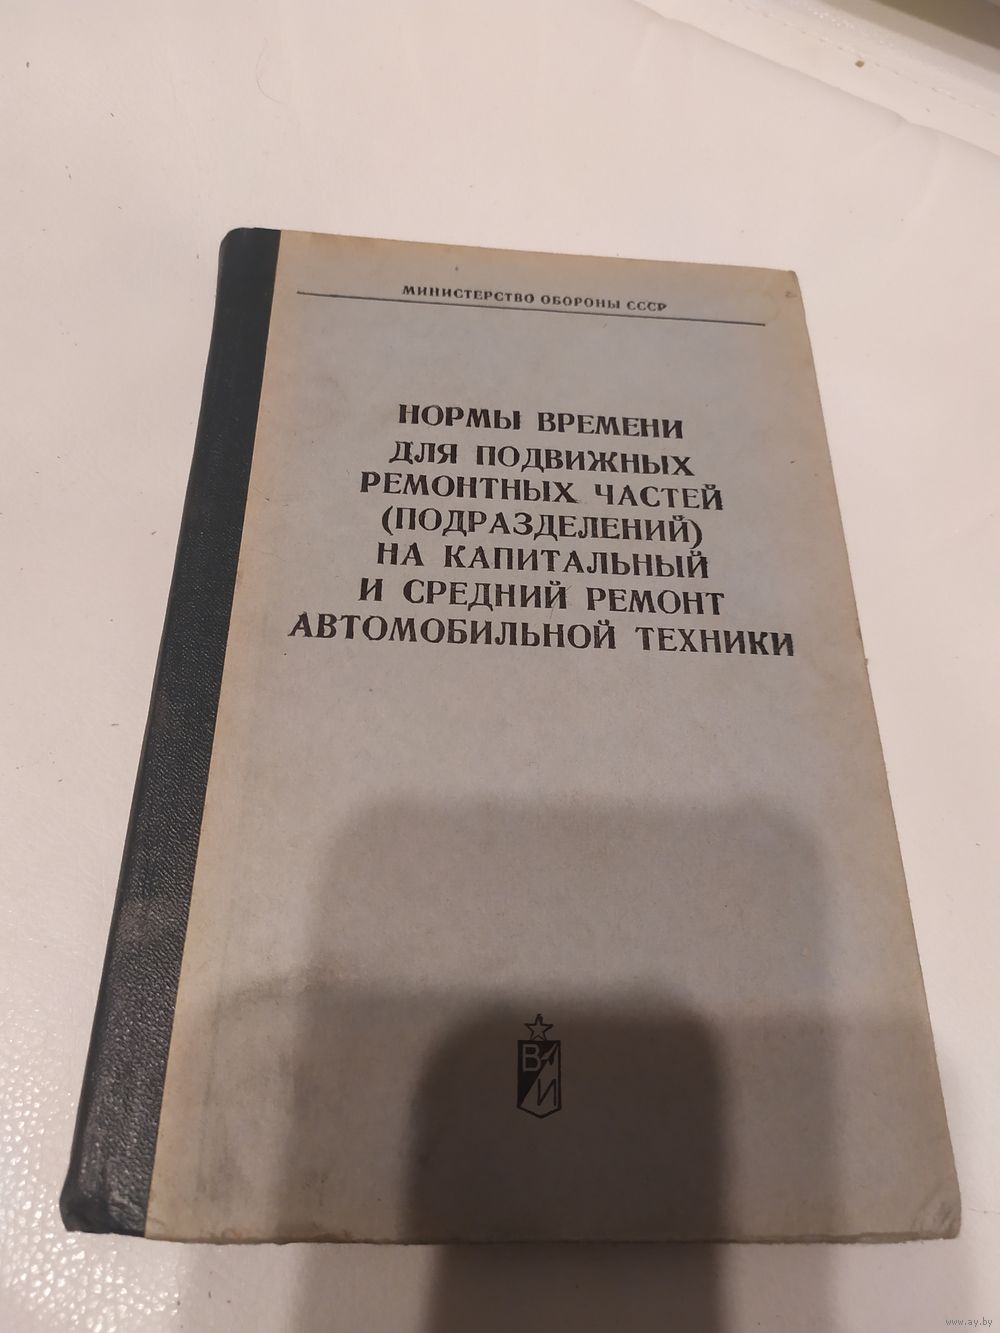 МИНИСТЕРСТВО ОБОРОНЫ СССР
НОРМЫ ВРЕМЕНИ
ДЛЯ ПОДВИЖНЫХ
РЕМОНТНЫХ ЧАСТЕЙ
(ПОДРАЗДЕЛЕНИЙ)
НА КАПИТАЛЬНЫЙ
И СРЕДНИЙ РЕМОНТ
АВТОМОБИЛЬНОЙ ТЕХНИКИ
В
И
www.ay.by